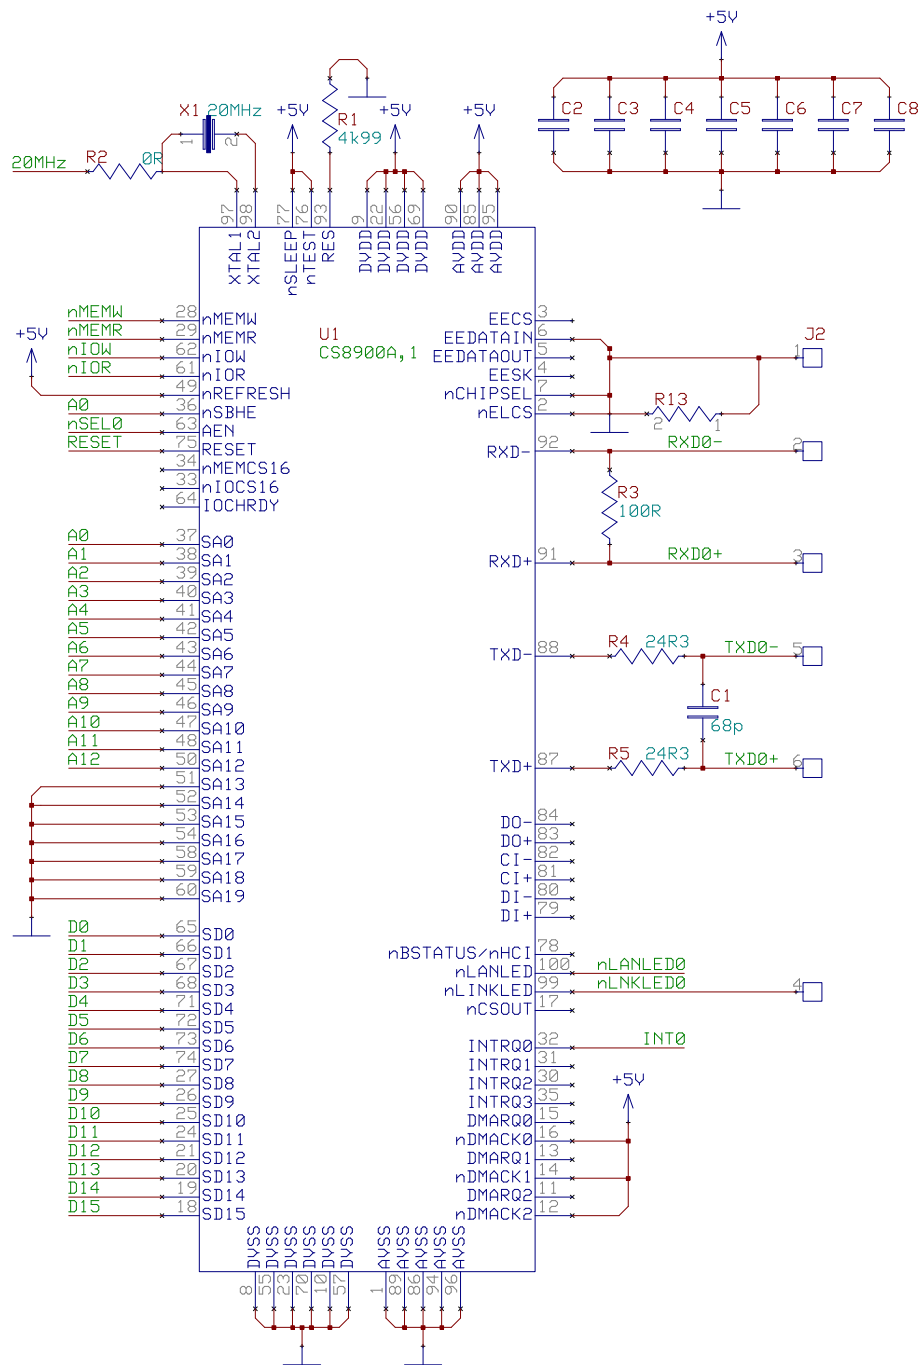 +5V
X1 20MHz
+5V
+5V
+5V
R1
4k99
C2 C3 C4 C5 C6 C7 C8
1 2
20MHz
R2 0R
97 98 77 76 93 9 22 56 69 90 85 95
XTAL1 XTAL2 nSLEEP nTEST RES DVDD DVDD DVDD DVDD AVDD AVDD AVDD
U1
CS8900A,1
+5V
nMEMW 28 nMEMW
nMEMR 29 nMEMR
nIOW 62 nIOW
nIOR 61 nIOR
49 nREFRESH
A0 36 nSBHE
nSEL0 63 AEN
RESET 75 RESET
34 nMEMCS16
33 nIOCS16
64 IOCHRDY
A0 37 SA0
A1 38 SA1
A2 39 SA2
A3 40 SA3
A4 41 SA4
A5 42 SA5
A6 43 SA6
A7 44 SA7
A8 45 SA8
A9 46 SA9
A10 47 SA10
A11 48 SA11
A12 50 SA12
51 SA13
52 SA14
53 SA15
54 SA16
58 SA17
59 SA18
60 SA19
D0 65 SD0
D1 66 SD1
D2 67 SD2
D3 68 SD3
D4 71 SD4
D5 72 SD5
D6 73 SD6
D7 74 SD7
D8 27 SD8
D9 26 SD9
D10 25 SD10
D11 24 SD11
D12 21 SD12
D13 20 SD13
D14 19 SD14
D15 18 SD15
EECS 3
EEDATAIN 6
EEDATAOUT 5
EESK 4
nCHIPSEL 7
nELCS 2
J2
1
R13
2 1
RXD- 92 RXD0- 2
R3
100R
RXD+ 91 RXD0+ 3
TXD- 88 R4 24R3 TXD0- 5
C1
68p
TXD+ 87 R5 24R3 TXD0+ 6
DO- 84
DO+ 83
CI- 82
CI+ 81
DI- 80
DI+ 79
nBSTATUS/nHCI 78
nLANLED 100 nLANLED0
nLINKLED 99 nLNKLED0 4
nCSOUT 17
INTRQ0 32 INT0
INTRQ1 31
INTRQ2 30
INTRQ3 35
+5V
DMARQ0 15
nDMACK0 16
DMARQ1 13
nDMACK1 14
DMARQ2 11
nDMACK2 12
DVSS DVSS DVSS DVSS DVSS DVSS AVSS AVSS AVSS AVSS AVSS
8 55 23 70 10 57 1 89 86 94 96